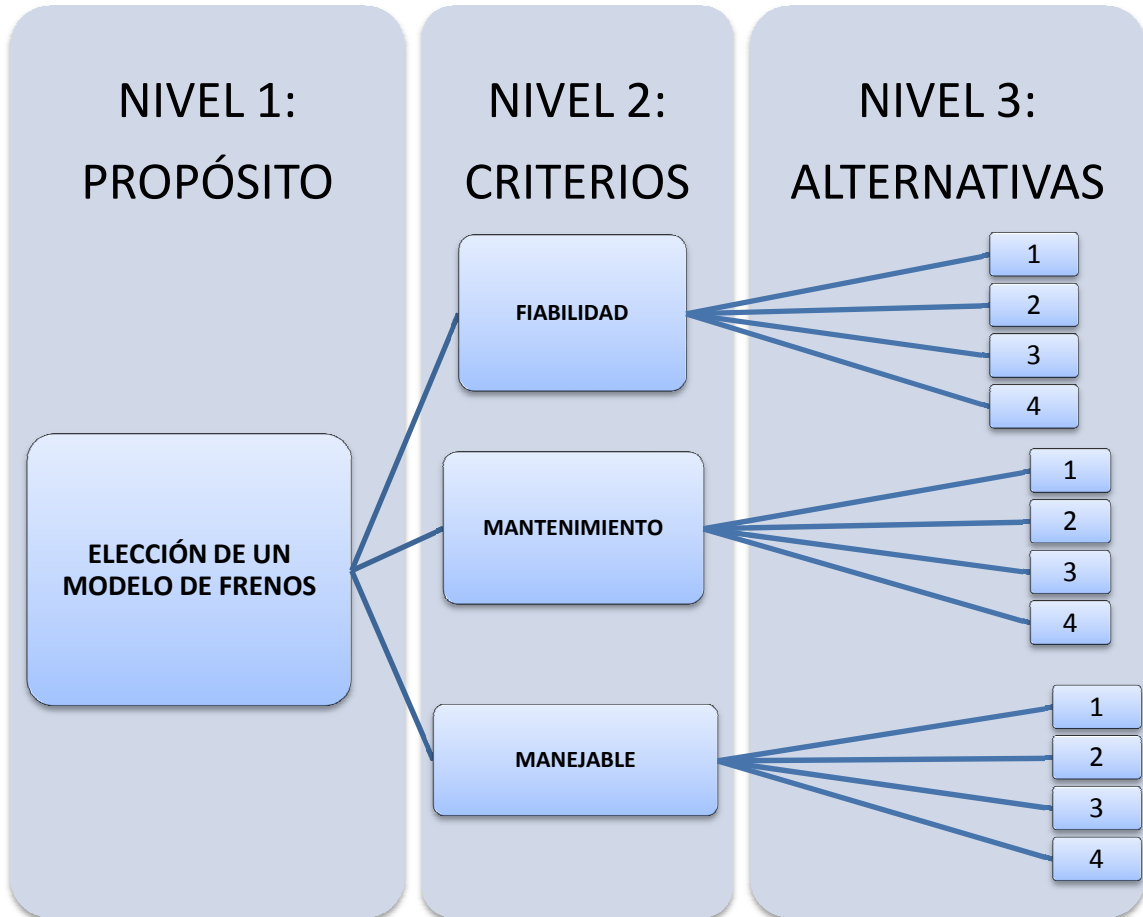 NIVEL 1:
PROPÓSITO
NIVEL 2:
CRITERIOS
NIVEL 3:
ALTERNATIVAS
ELECCIÓN DE UN
MODELO DE FRENOS
FIABILIDAD
1
2
3
4
MANTENIMIENTO
1
2
3
4
MANEJABLE
1
2
3
4